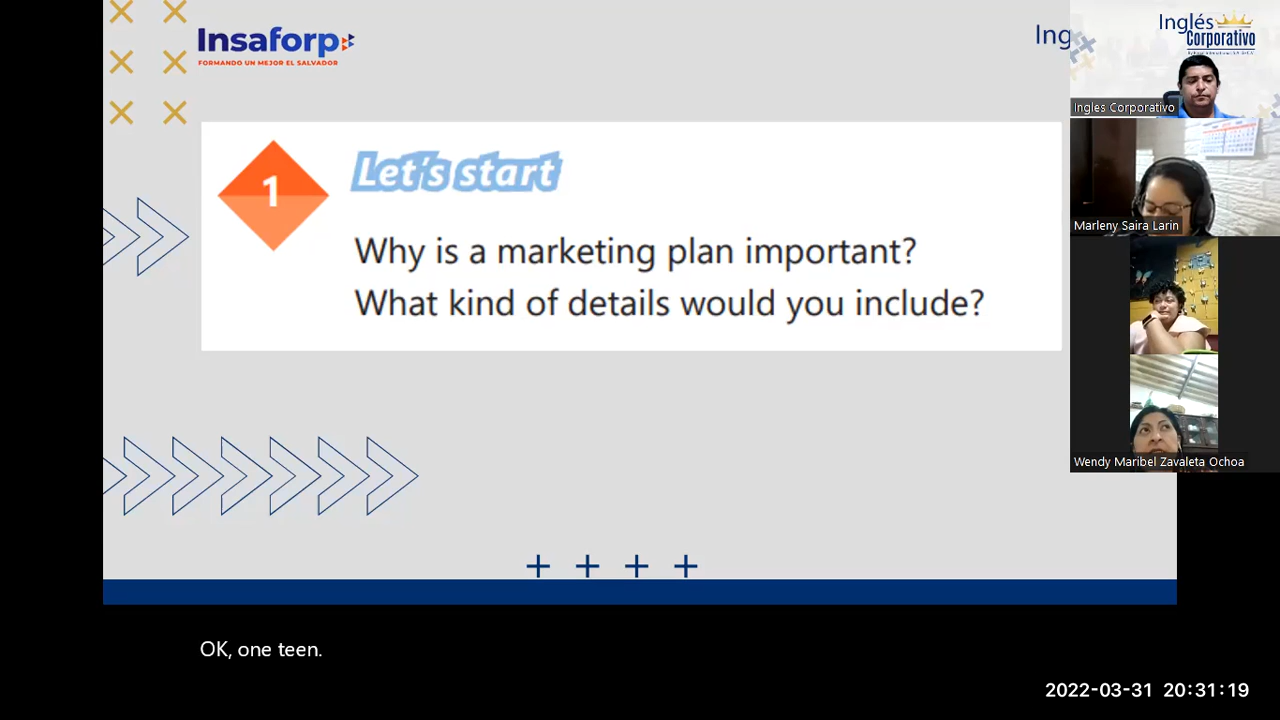 Insaforp
FORMANDO UN MEJOR EL SALVADOR
Ing
Inglés
Corporativo
Ingles Corporativo
1
Let's start
Why is a marketing plan important?
What kind of details would you include?
Marleny Saira Larin
Wendy Maribel Zavaleta Ochoa
OK, one teen.
2022-03-31 20:31:19